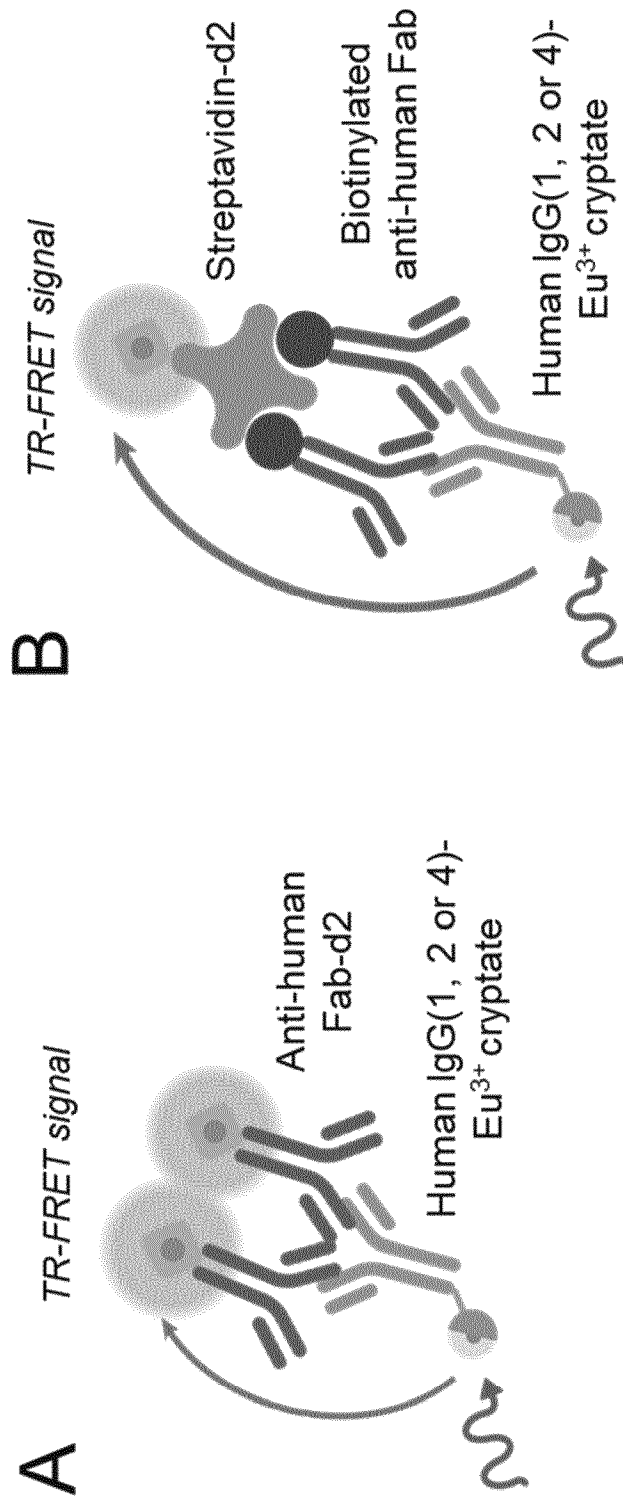 A
TR-FRET signal
Anti-human
Fab-d2
Human IgG(1, 2 or 4)-
Eu³⁺ cryptate
B
TR-FRET signal
Streptavidin-d2
Biotinylated
anti-human Fab
Human IgG(1, 2 or 4)-
Eu³⁺ cryptate